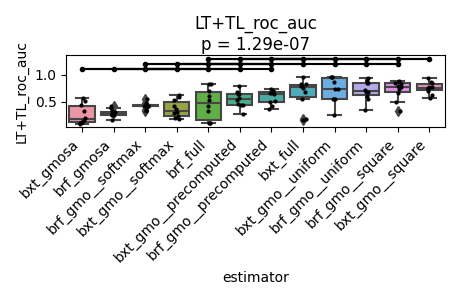 LT+TL_roc_auc
p = 1.29e-07
LT+TL_roc_auc
1.0
0.5
bxt_gmosa
brf_gmosa
brf_gmo__softmax
bxt_gmo__softmax
brf_full
bxt_gmo__precomputed
brf_gmo__precomputed
bxt_full
bxt_gmo__uniform
brf_gmo__uniform
brf_gmo__square
bxt_gmo__square
estimator